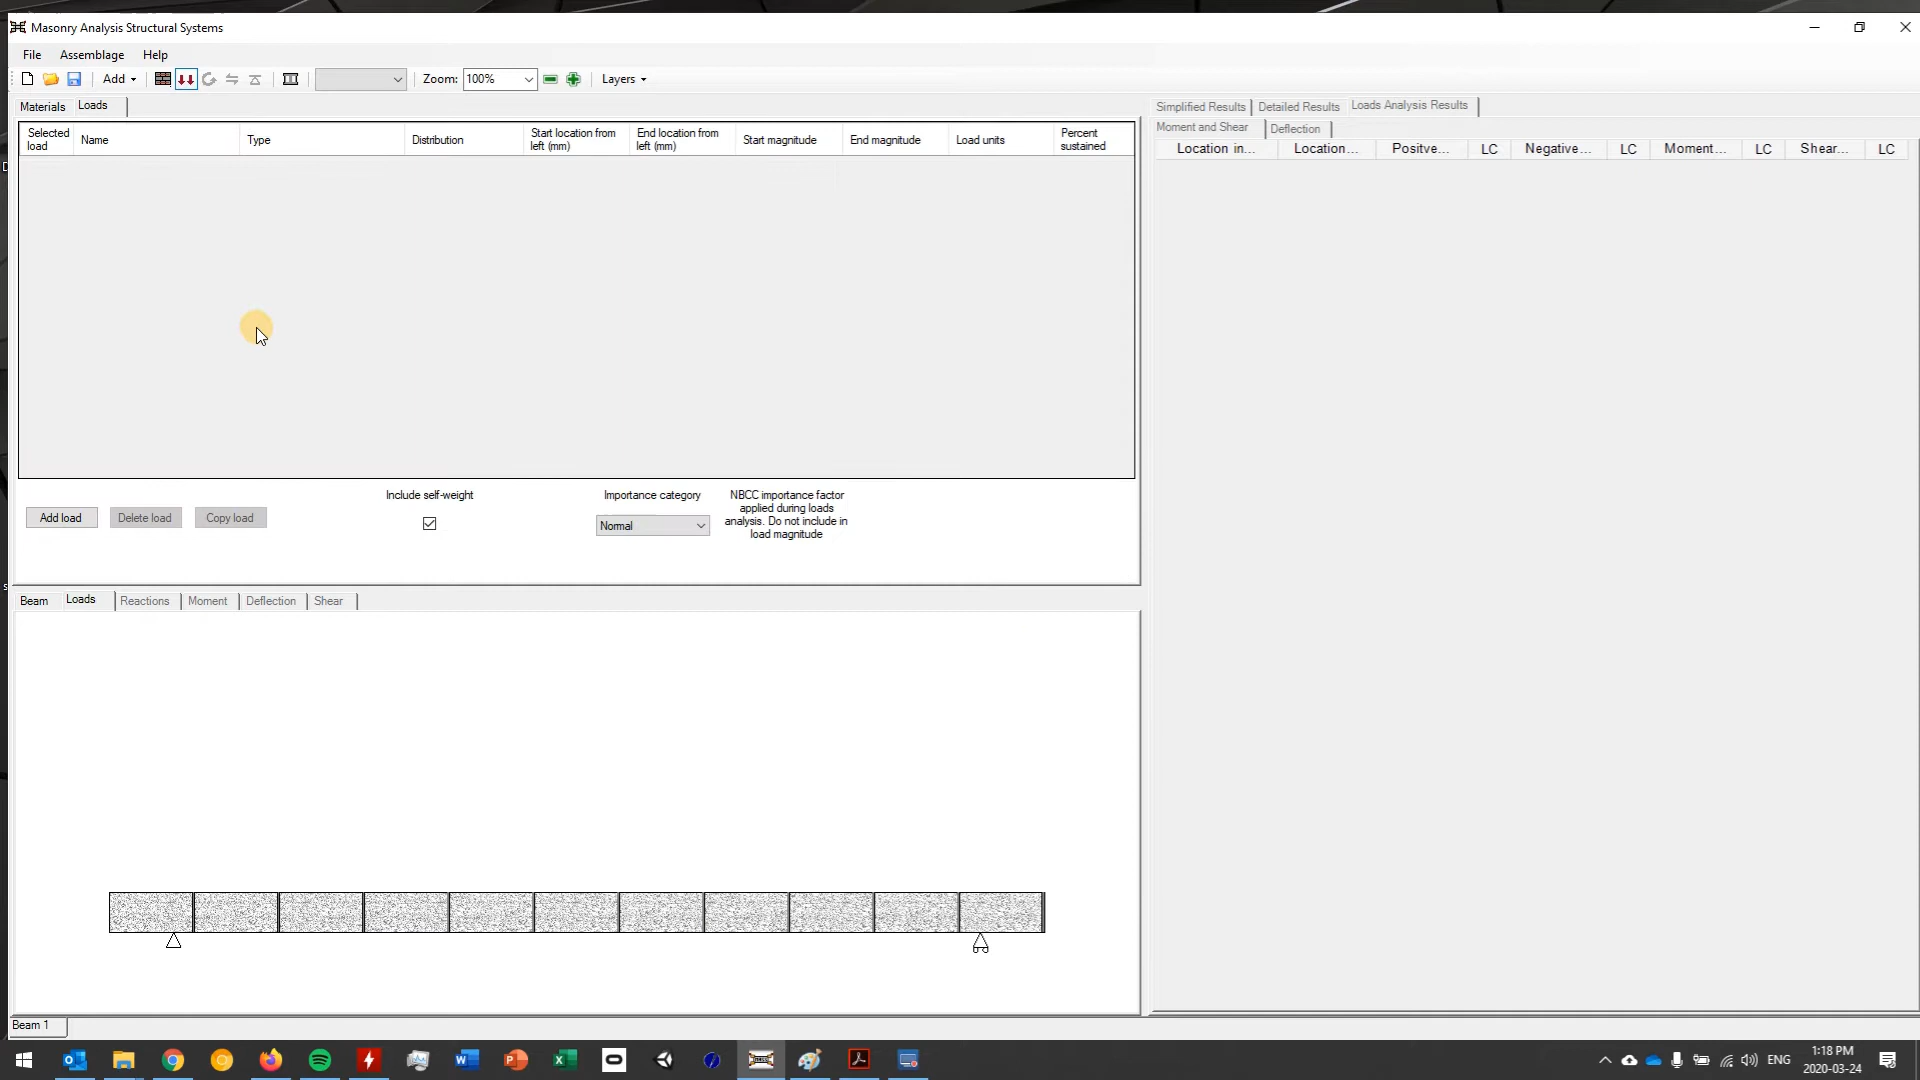 Masonry Analysis Structural Systems
File Assemblage Help
Add Zoom: 100% Layers
Materials Loads
Selected load Name Type Distribution Start location from left (mm) End location from left (mm) Start magnitude End magnitude Load units Percent sustained
Add load Delete load Copy load
Include self-weight
Importance category
Normal
NBCC importance factor
applied during loads
analysis. Do not include in
load magnitude
Simplified Results Detailed Results Loads Analysis Results
Moment and Shear Deflection
Location in... Location... Positve... LC Negative... LC Moment... LC Shear... LC
Beam Loads Reactions Moment Deflection Shear
Beam 1
ENG
1:18 PM
2020-03-24